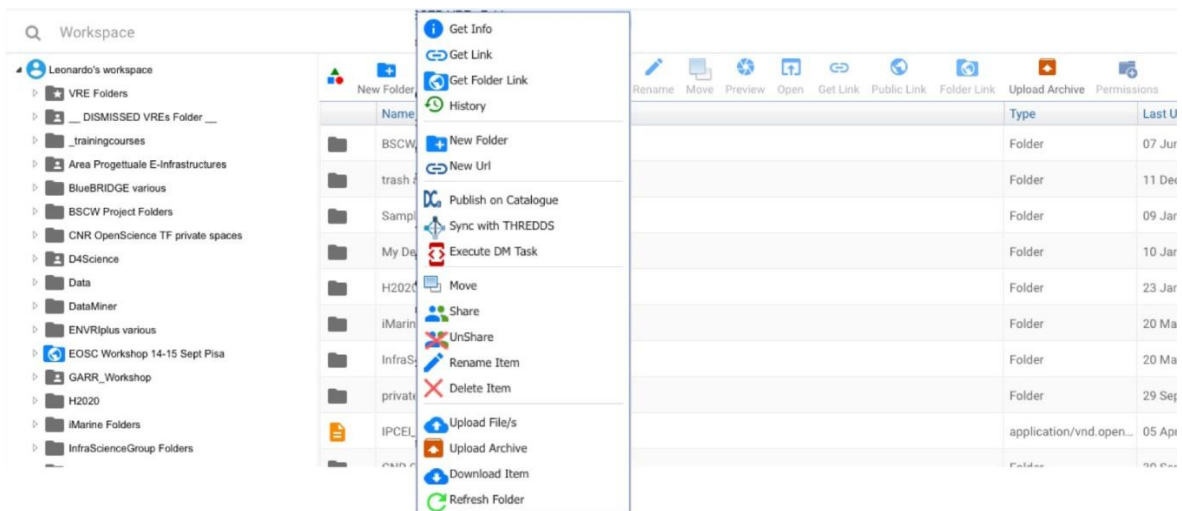 Workspace
Leonardo's workspace
VRE Folders
__ DISMISSED VREs Folder __
_trainingcourses
Area Progettuale E-Infrastructures
BlueBRIDGE various
BSCW Project Folders
CNR OpenScience TF private spaces
D4Science
Data
DataMiner
ENVRIplus various
EOSC Workshop 14-15 Sept Pisa
GARR_Workshop
H2020
iMarine Folders
InfraScienceGroup Folders
Get Info
Get Link
Get Folder Link
History
New Folder
New Url
Publish on Catalogue
Sync with THREDDS
Execute DM Task
Move
Share
UnShare
Rename Item
Delete Item
Upload File/s
Upload Archive
Download Item
Refresh Folder
New Folder Rename Move Preview Open Get Link Public Link Folder Link Upload Archive Permissions
Name Type Last U
BSCW Folder 07 Jun
trash Folder 11 Dec
Sampl Folder 09 Jan
My De Folder 10 Jan
H2020 Folder 23 Jan
iMarin Folder 20 Ma
InfraS Folder 20 Ma
private Folder 29 Sep
IPCEI_ application/vnd.open... 05 Apr